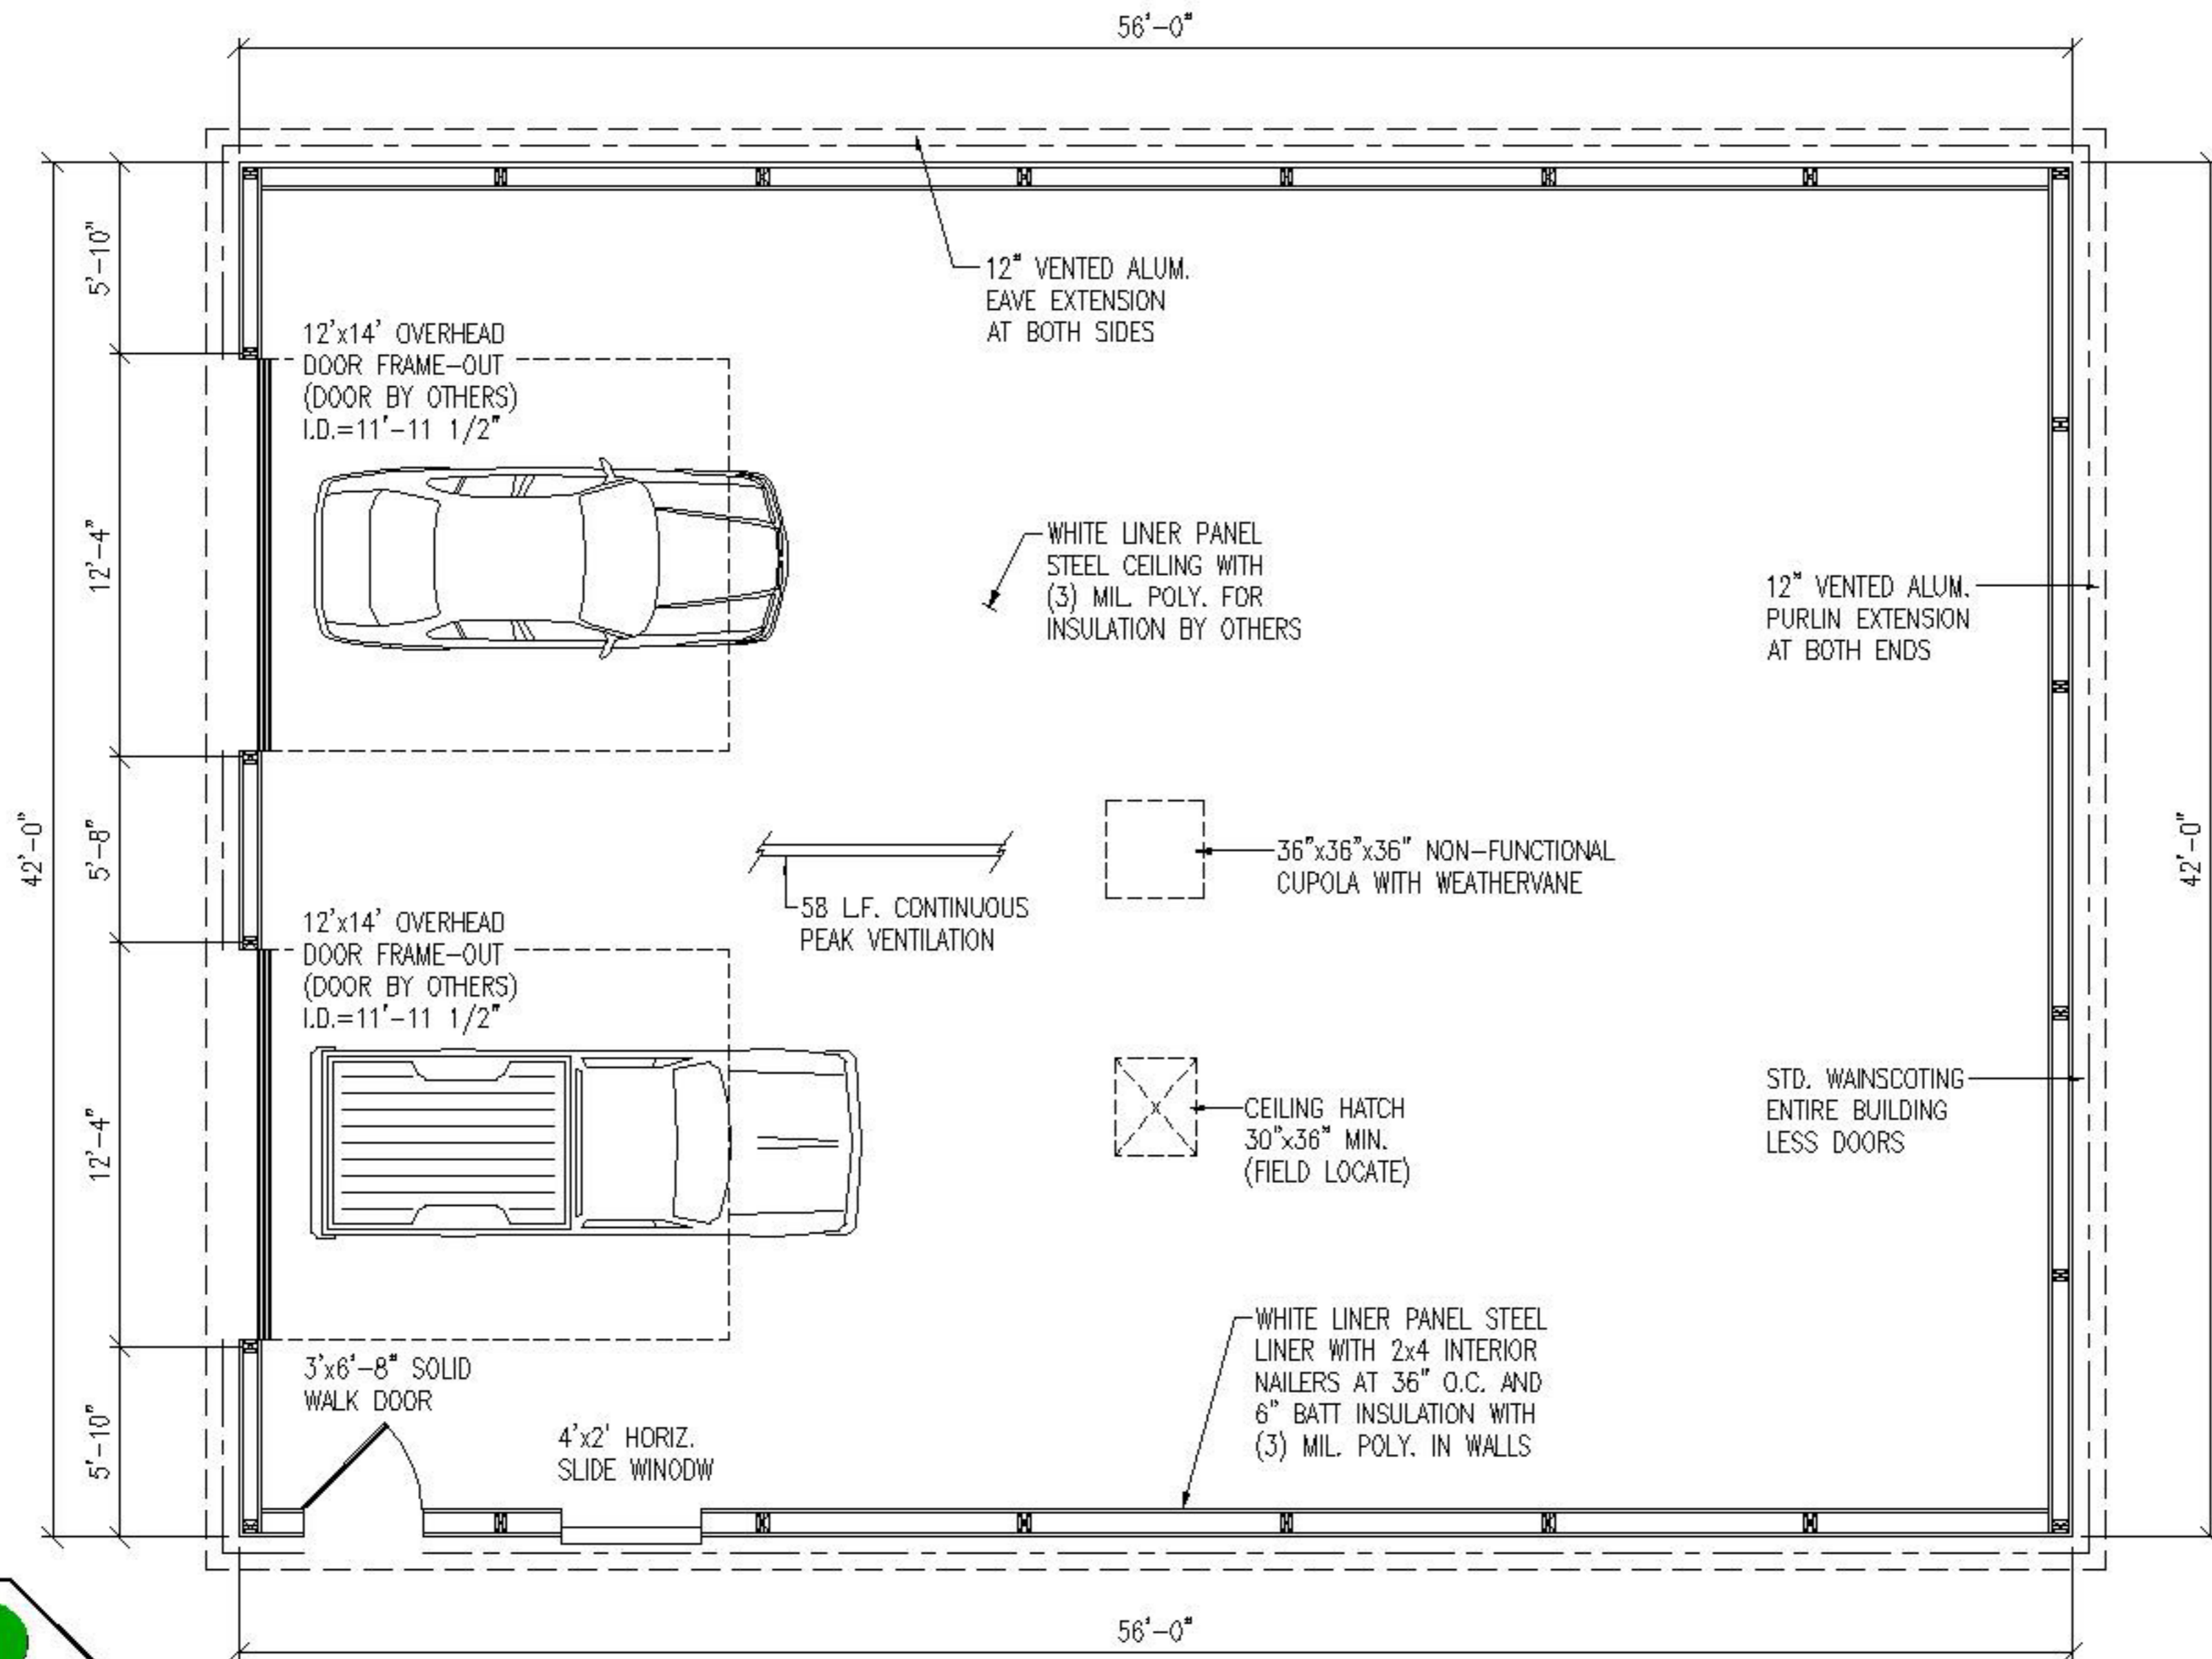 56'-0"
5'-10"
12'-4"
5'-8"
12'-4"
5'-10"
42'-0"
42'-0"
12" VENTED ALUM.
EAVE EXTENSION
AT BOTH SIDES
12'x14' OVERHEAD
DOOR FRAME-OUT
(DOOR BY OTHERS)
I.D.=11'-11 1/2"
WHITE LINER PANEL
STEEL CEILING WITH
(3) MIL. POLY. FOR
INSULATION BY OTHERS
12" VENTED ALUM.
PURLIN EXTENSION
AT BOTH ENDS
36"x36"x36" NON-FUNCTIONAL
CUPOLA WITH WEATHERVANE
58 L.F. CONTINUOUS
PEAK VENTILATION
12'x14' OVERHEAD
DOOR FRAME-OUT
(DOOR BY OTHERS)
I.D.=11'-11 1/2"
CEILING HATCH
30"x36" MIN.
(FIELD LOCATE)
STD. WAINSCOTING
ENTIRE BUILDING
LESS DOORS
WHITE LINER PANEL STEEL
LINER WITH 2x4 INTERIOR
NAILERS AT 36" O.C. AND
6" BATT INSULATION WITH
(3) MIL. POLY. IN WALLS
3'x6'-8" SOLID
WALK DOOR
4'x2' HORIZ.
SLIDE WINODW
56'-0"